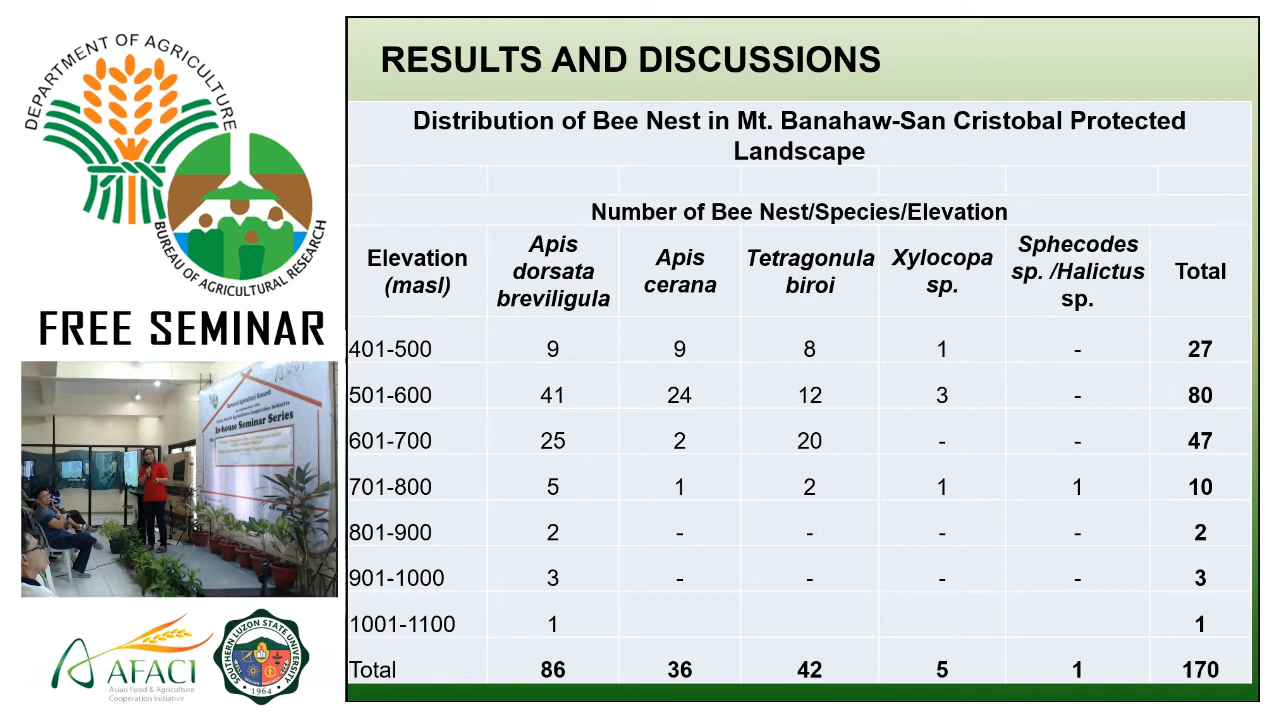 DEPARTMENT OF AGRICULTURE
BUREAU OF AGRICULTURAL RESEARCH
FREE SEMINAR
In-house Seminar Series
AFACI
Asian Food & Agriculture
Cooperation Initiative
SOUTHERN LUZON STATE UNIVERSITY
1964
RESULTS AND DISCUSSIONS
Distribution of Bee Nest in Mt. Banahaw-San Cristobal Protected
Landscape
Number of Bee Nest/Species/Elevation
Elevation (masl) Apis dorsata breviligula Apis cerana Tetragonula biroi Xylocopa sp. Sphecodes sp. /Halictus sp. Total
401-500 9 9 8 1 - 27
501-600 41 24 12 3 - 80
601-700 25 2 20 - - 47
701-800 5 1 2 1 1 10
801-900 2 - - - - 2
901-1000 3 - - - - 3
1001-1100 1 1
Total 86 36 42 5 1 170